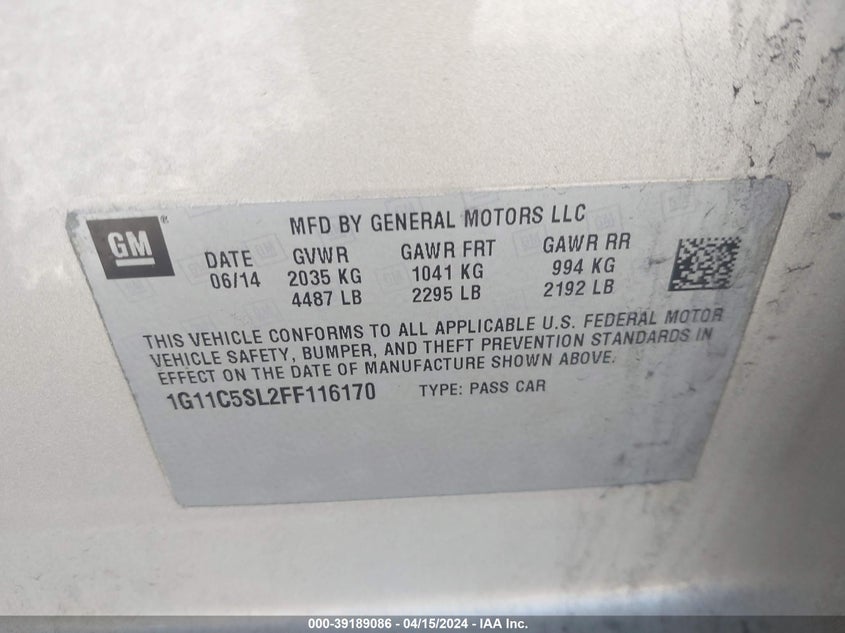 GM ®
MFD BY GENERAL MOTORS LLC
DATE GVWR GAWR FRT GAWR RR
06/14 2035 KG 1041 KG 994 KG
4487 LB 2295 LB 2192 LB
THIS VEHICLE CONFORMS TO ALL APPLICABLE U.S. FEDERAL MOTOR
VEHICLE SAFETY, BUMPER, AND THEFT PREVENTION STANDARDS IN
EFFECT ON THE DATE OF MANUFACTURE SHOWN ABOVE.
1G11C5SL2FF116170 TYPE: PASS CAR
000-39189086 - 04/15/2024 - IAA Inc.